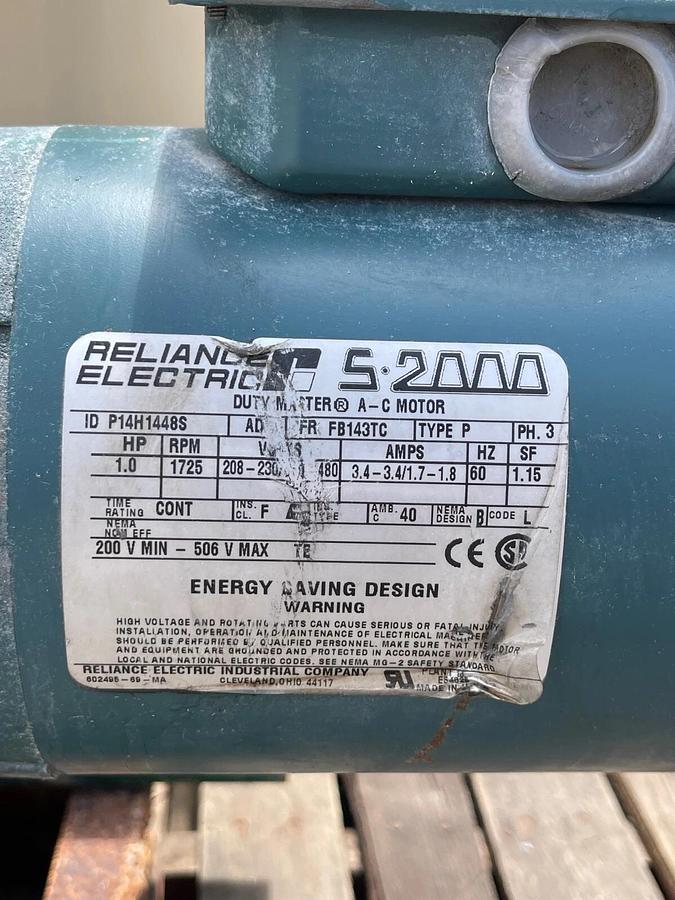 RELIANCE
ELECTRIC S-2000
DUTY MASTER® A-C MOTOR
ID P14H1448S FR FB143TC TYPE P PH. 3
HP RPM AMPS HZ SF
1.0 1725 208-230/ 480 3.4-3.4/1.7-1.8 60 1.15
TIME RATING CONT INS. CL. F AMB. C 40 NEMA DESIGN B CODE L
NEMA NOM EFF
200 V MIN - 506 V MAX
CE SA
ENERGY SAVING DESIGN
WARNING
HIGH VOLTAGE AND ROTATING PARTS CAN CAUSE SERIOUS OR FATAL INJURY.
INSTALLATION, OPERATION AND MAINTENANCE OF ELECTRICAL MACHINERY
SHOULD BE PERFORMED BY QUALIFIED PERSONNEL. MAKE SURE THAT THE MOTOR
AND EQUIPMENT ARE GROUNDED AND PROTECTED IN ACCORDANCE WITH THE
LOCAL AND NATIONAL ELECTRIC CODES. SEE NEMA MG-2 SAFETY STANDARD
RELIANCE ELECTRIC INDUSTRIAL COMPANY
602495-69-MA CLEVELAND, OHIO 44117 MADE IN